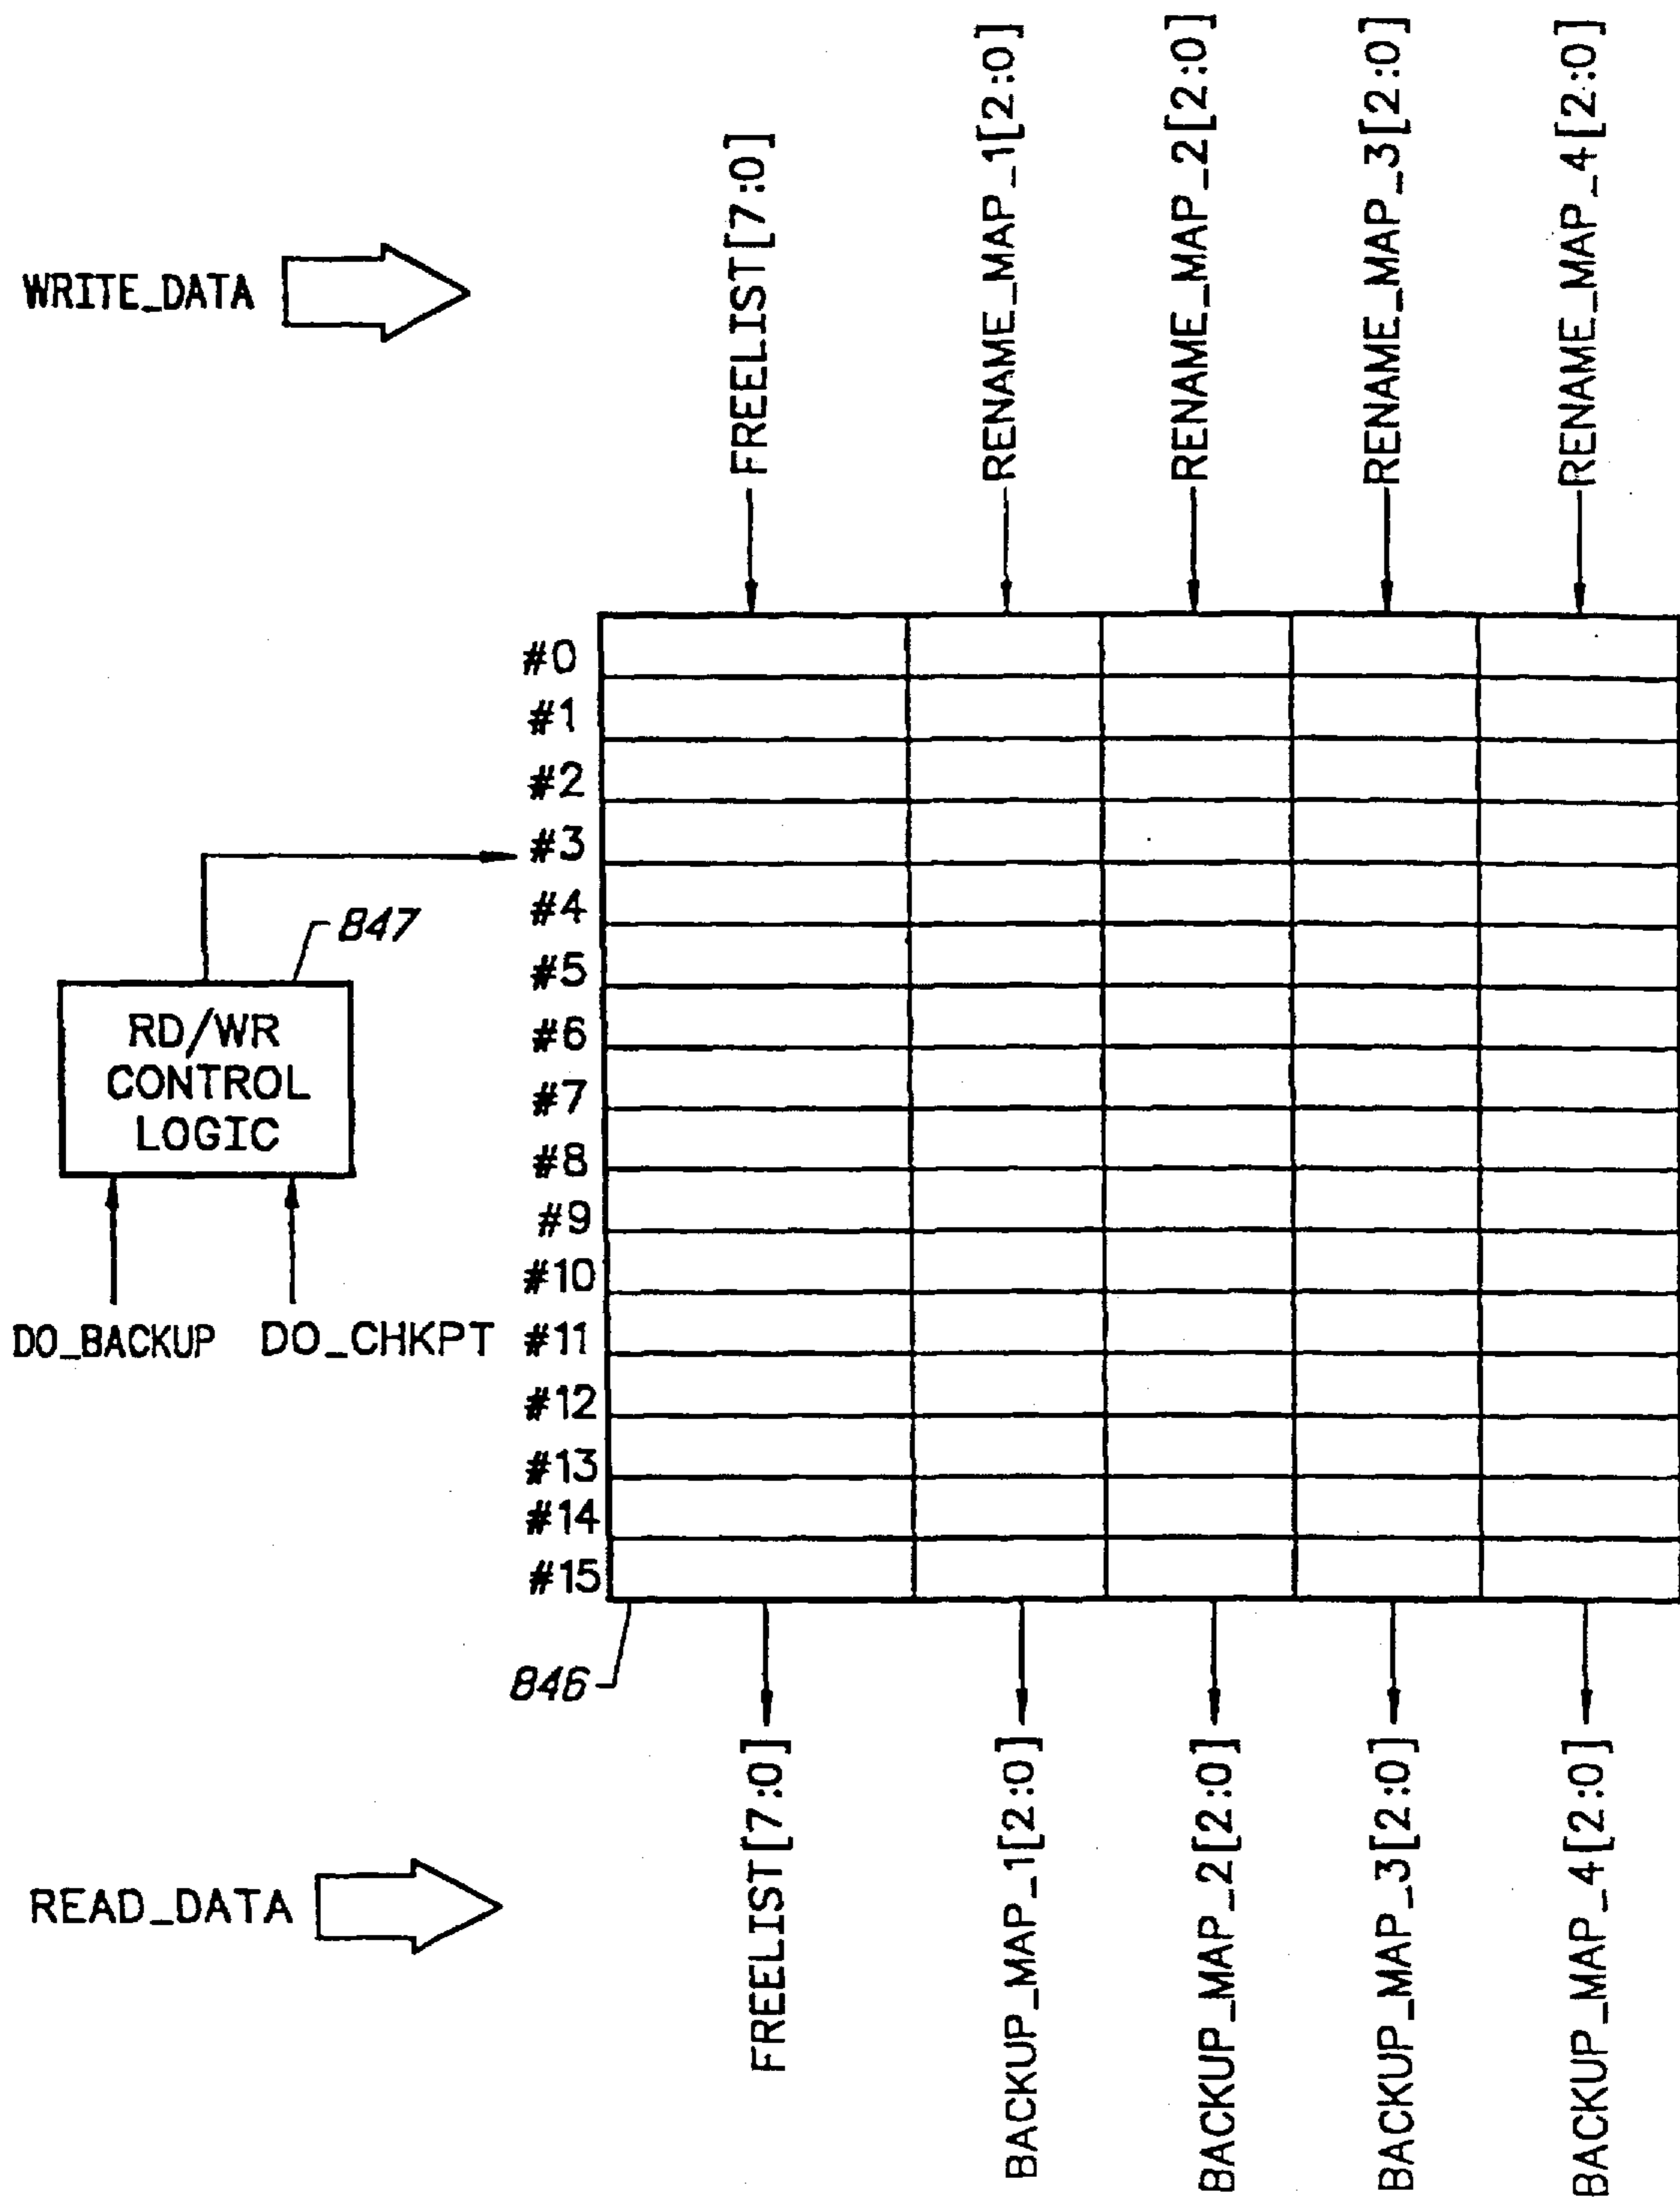 WRITE_DATA
FREELIST[7:0]
RENAME_MAP_1[2:0]
RENAME_MAP_2[2:0]
RENAME_MAP_3[2:0]
RENAME_MAP_4[2:0]
#0
#1
#2
#3
#4
#5
#6
#7
#8
#9
#10
#11
#12
#13
#14
#15
847
RD/WR
CONTROL
LOGIC
DO_BACKUP
DO_CHKPT
846
READ_DATA
FREELIST[7:0]
BACKUP_MAP_1[2:0]
BACKUP_MAP_2[2:0]
BACKUP_MAP_3[2:0]
BACKUP_MAP_4[2:0]